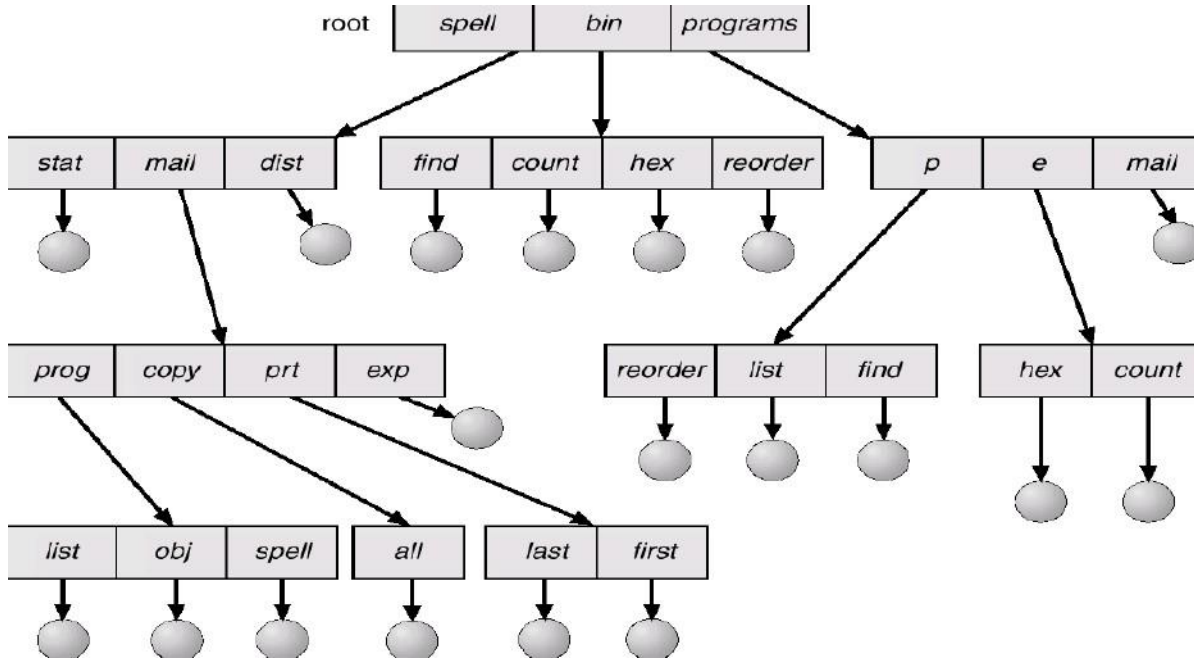 root spell bin programs
stat mail dist find count hex reorder p e mail
prog copy prt exp reorder list find hex count
list obj spell all last first